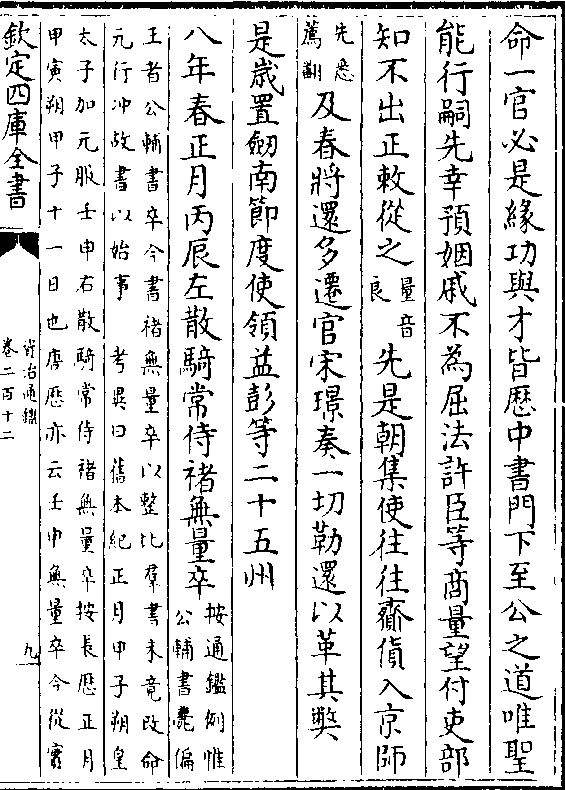 命一官必是縁功與才皆歴中書門下至公之道唯聖
能行嗣先幸預姻戚不為屈法許臣等商量望付吏部
知不出正敕從之量音良先是朝集使往往齎貨入京師
先悉薦翻及春將還多遷官宋璟奏一切勒還以革其弊
是歳置劒南節度使領益彭等二十五州
八年春正月丙辰左散騎常侍禇無量卒按通鑑例惟公輔書薨偏
王者公輔書卒今書禇無量卒以整比羣書未竟改命
元行冲故書以始事 考異曰舊本紀正月甲子朔皇
太子加元服壬申右散騎常侍禇無量卒按長歴正月
甲寅朔甲子十一日也唐歴亦云壬申無量卒今從實
欽定四庫全書
資治通鑑
卷二百十二
九